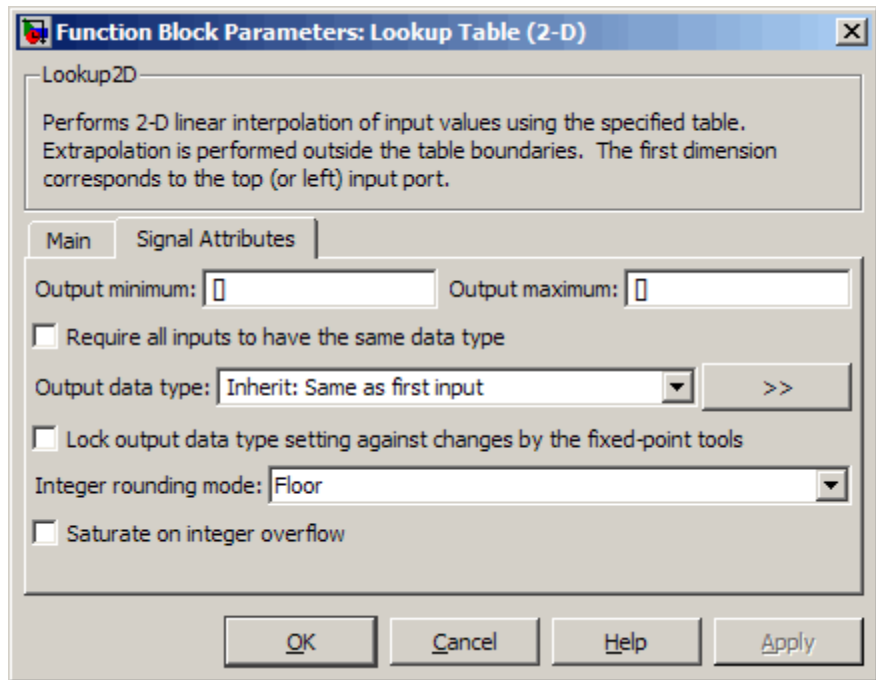 Function Block Parameters: Lookup Table (2-D)
Lookup2D
Performs 2-D linear interpolation of input values using the specified table.
Extrapolation is performed outside the table boundaries.  The first dimension
corresponds to the top (or left) input port.
Main Signal Attributes
Output minimum: [] Output maximum: []
Require all inputs to have the same data type
Output data type: Inherit: Same as first input >>
Lock output data type setting against changes by the fixed-point tools
Integer rounding mode: Floor
Saturate on integer overflow
OK Cancel Help Apply